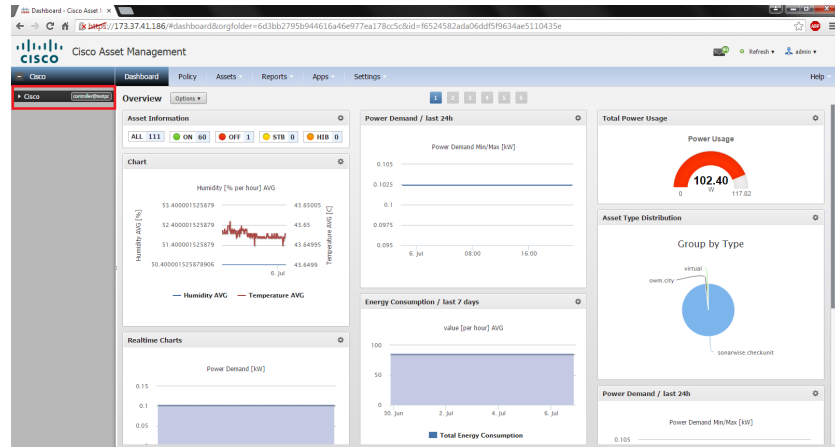 Dashboard - Cisco Asset
https://173.37.41.186/#dashboard&orgfolder=6d3bb2795b944616a46e977ea178cc5c&id=f6524582ada06ddf5f9634ae5110435e
CISCO Cisco Asset Management
Refresh admin
Cisco Dashboard Policy Assets Reports Apps Settings Help
Cisco controller@testpc
Overview Options 1 2 3 4 5 6
Asset Information
ALL 111 ON 60 OFF 1 STB 0 HIB 0
Chart
Humidity [% per hour] AVG
Humidity AVG [%]
53.400001525879
52.400001525879
51.400001525879
50.4000001525878906
43.65005
43.65
43.64995
43.6499
Temperature AVG [C]
6. Jul
Humidity AVG Temperature AVG
Realtime Charts
Power Demand [kW]
0.15
0.1
0.05
Power Demand / last 24h
Power Demand Min/Max [kW]
0.105
0.1025
0.1
0.0975
0.095
6. Jul 08:00 16:00
Energy Consumption / last 7 days
value [per hour] AVG
100
50
0
30. Jun 2. Jul 4. Jul 6. Jul
Total Energy Consumption
Total Power Usage
Power Usage
102.40
W
0 117.02
Asset Type Distribution
Group by Type
virtual
owm.city
sonarwise.checkunit
Power Demand / last 24h
Power Demand Min/Max [kW]
0.105